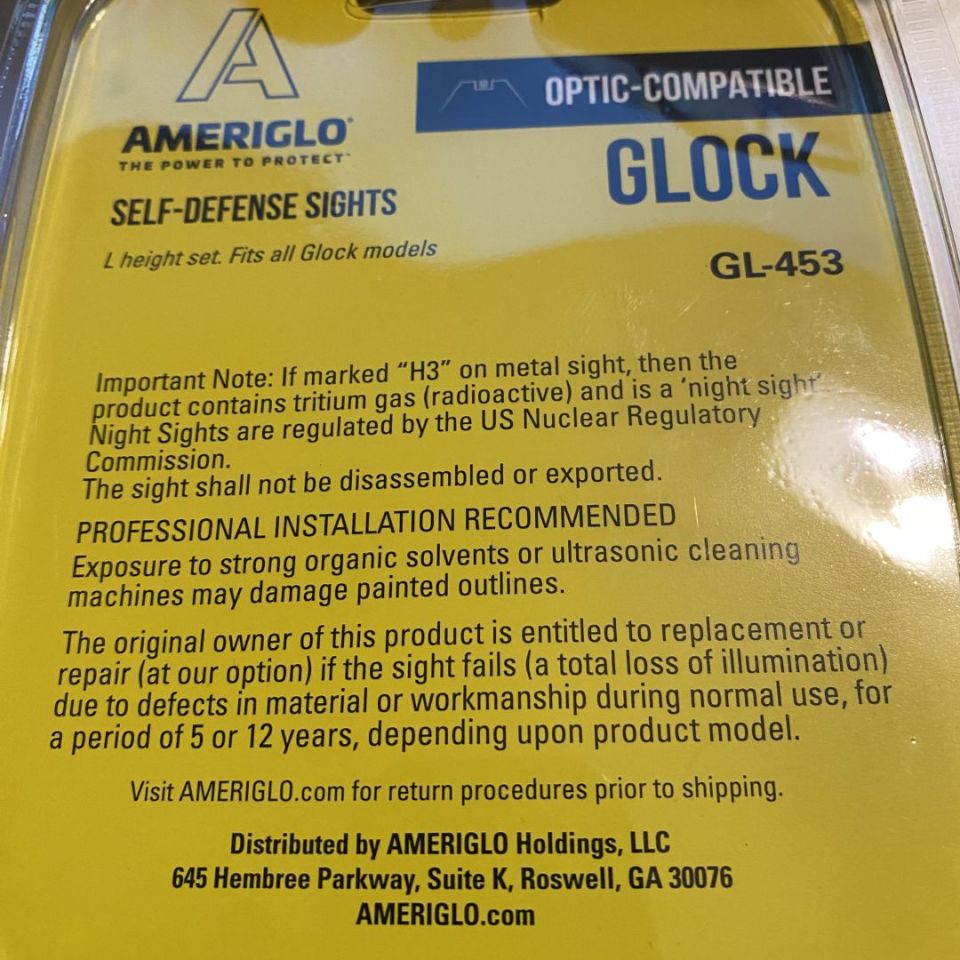 OPTIC-COMPATIBLE
AMERIGLO®
THE POWER TO PROTECT™
GLOCK
SELF-DEFENSE SIGHTS
L height set. Fits all Glock models
GL-453
Important Note: If marked “H3” on metal sight, then the
product contains tritium gas (radioactive) and is a ‘night sight’.
Night Sights are regulated by the US Nuclear Regulatory
Commission.
The sight shall not be disassembled or exported.
PROFESSIONAL INSTALLATION RECOMMENDED
Exposure to strong organic solvents or ultrasonic cleaning
machines may damage painted outlines.
The original owner of this product is entitled to replacement or
repair (at our option) if the sight fails (a total loss of illumination)
due to defects in material or workmanship during normal use, for
a period of 5 or 12 years, depending upon product model.
Visit AMERIGLO.com for return procedures prior to shipping.
Distributed by AMERIGLO Holdings, LLC
645 Hembree Parkway, Suite K, Roswell, GA 30076
AMERIGLO.com